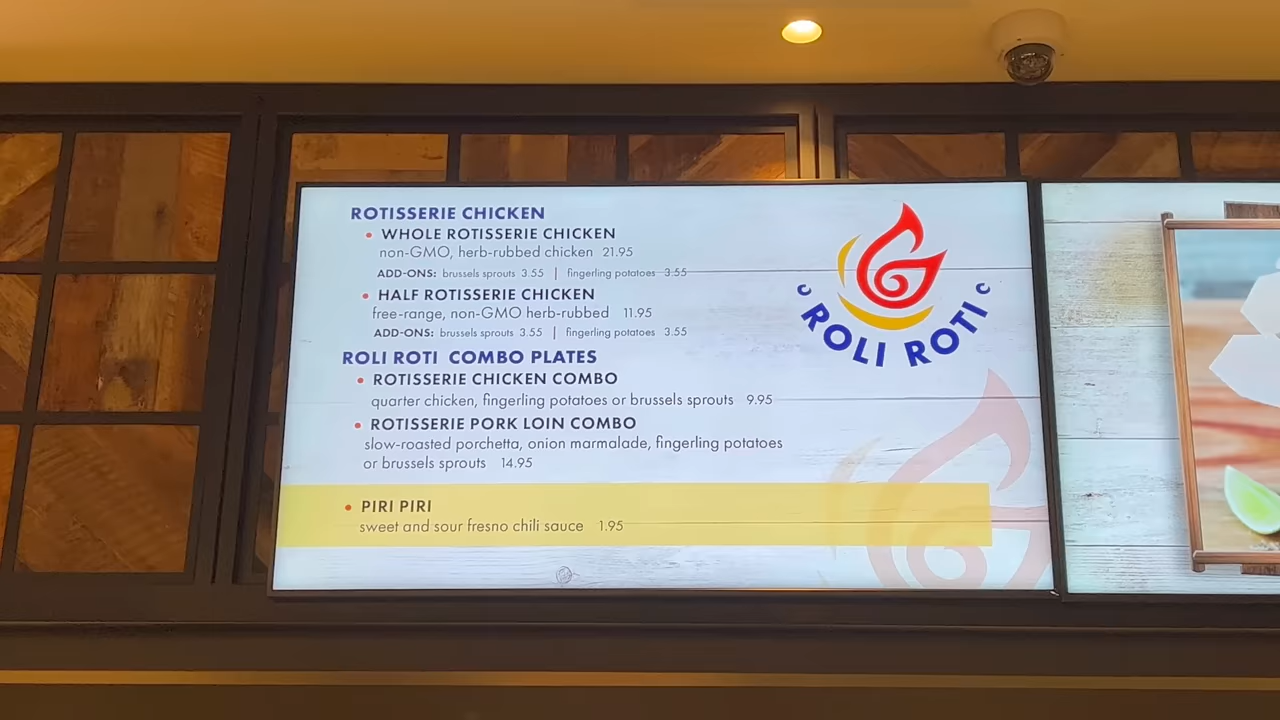 ROTISSERIE CHICKEN
• WHOLE ROTISSERIE CHICKEN
non-GMO, herb-rubbed chicken 21.95
ADD-ONS: brussels sprouts 3.55 | fingerling potatoes 3.55
• HALF ROTISSERIE CHICKEN
free-range, non-GMO herb-rubbed 11.95
ADD-ONS: brussels sprouts 3.55 | fingerling potatoes 3.55
ROLI ROTI COMBO PLATES
• ROTISSERIE CHICKEN COMBO
quarter chicken, fingerling potatoes or brussels sprouts 9.95
• ROTISSERIE PORK LOIN COMBO
slow-roasted porchetta, onion marmalade, fingerling potatoes
or brussels sprouts 14.95
• PIRI PIRI
sweet and sour fresno chili sauce 1.95
ROLI ROTI